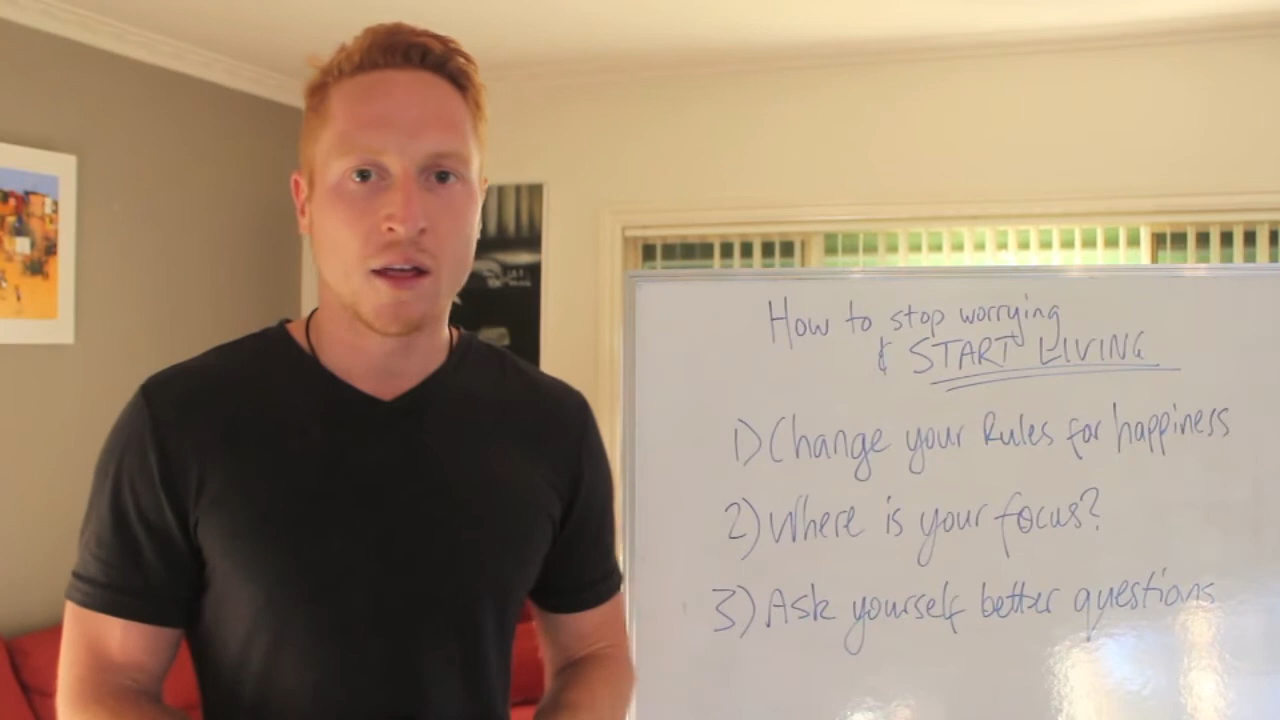 How to stop worrying
& START LIVING
1) Change your Rules for happiness
2) Where is your focus?
3) Ask yourself better questions